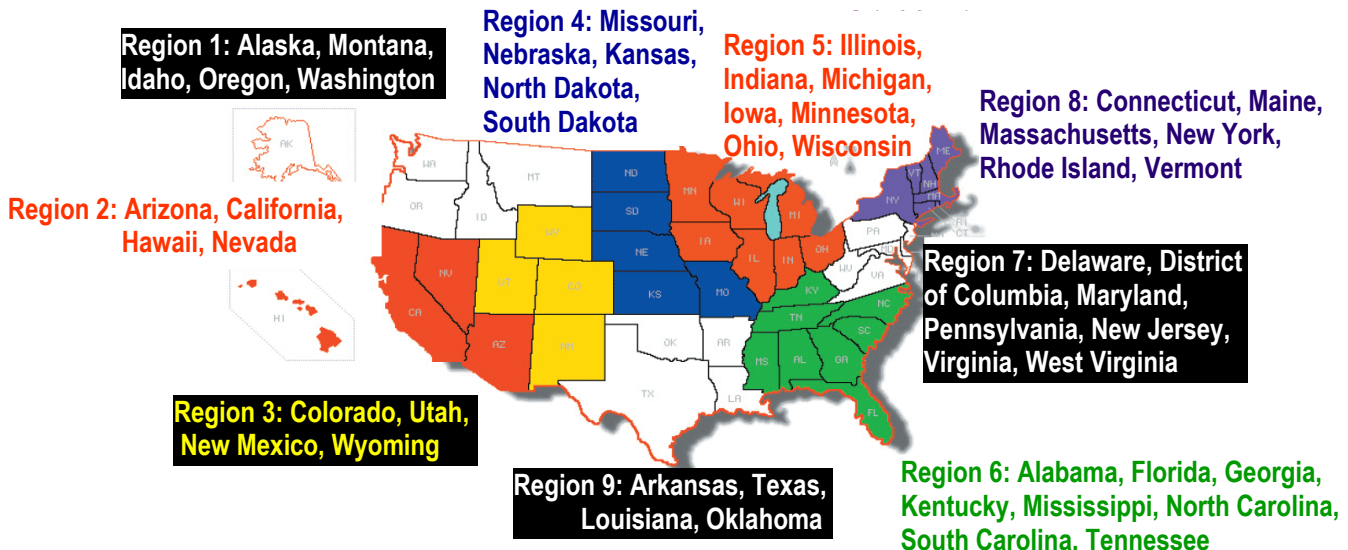 Region 1: Alaska, Montana,
Idaho, Oregon, Washington
Region 4: Missouri,
Nebraska, Kansas,
North Dakota,
South Dakota
Region 5: Illinois,
Indiana, Michigan,
Iowa, Minnesota,
Ohio, Wisconsin
Region 8: Connecticut, Maine,
Massachusetts, New York,
Rhode Island, Vermont
Region 2: Arizona, California,
Hawaii, Nevada
Region 7: Delaware, District
of Columbia, Maryland,
Pennsylvania, New Jersey,
Virginia, West Virginia
Region 3: Colorado, Utah,
New Mexico, Wyoming
Region 9: Arkansas, Texas,
Louisiana, Oklahoma
Region 6: Alabama, Florida, Georgia,
Kentucky, Mississippi, North Carolina,
South Carolina, Tennessee
AK
HI
WA
OR
ID
MT
WY
NV
CA
UT
CO
AZ
NM
ND
SD
NE
KS
MO
MN
IA
WI
IL
MI
IN
OH
KY
TN
MS
AL
GA
FL
NC
SC
OK
TX
AR
LA
PA
WV
VA
MD
NY
VT
NH
MA
ME
RI
CT